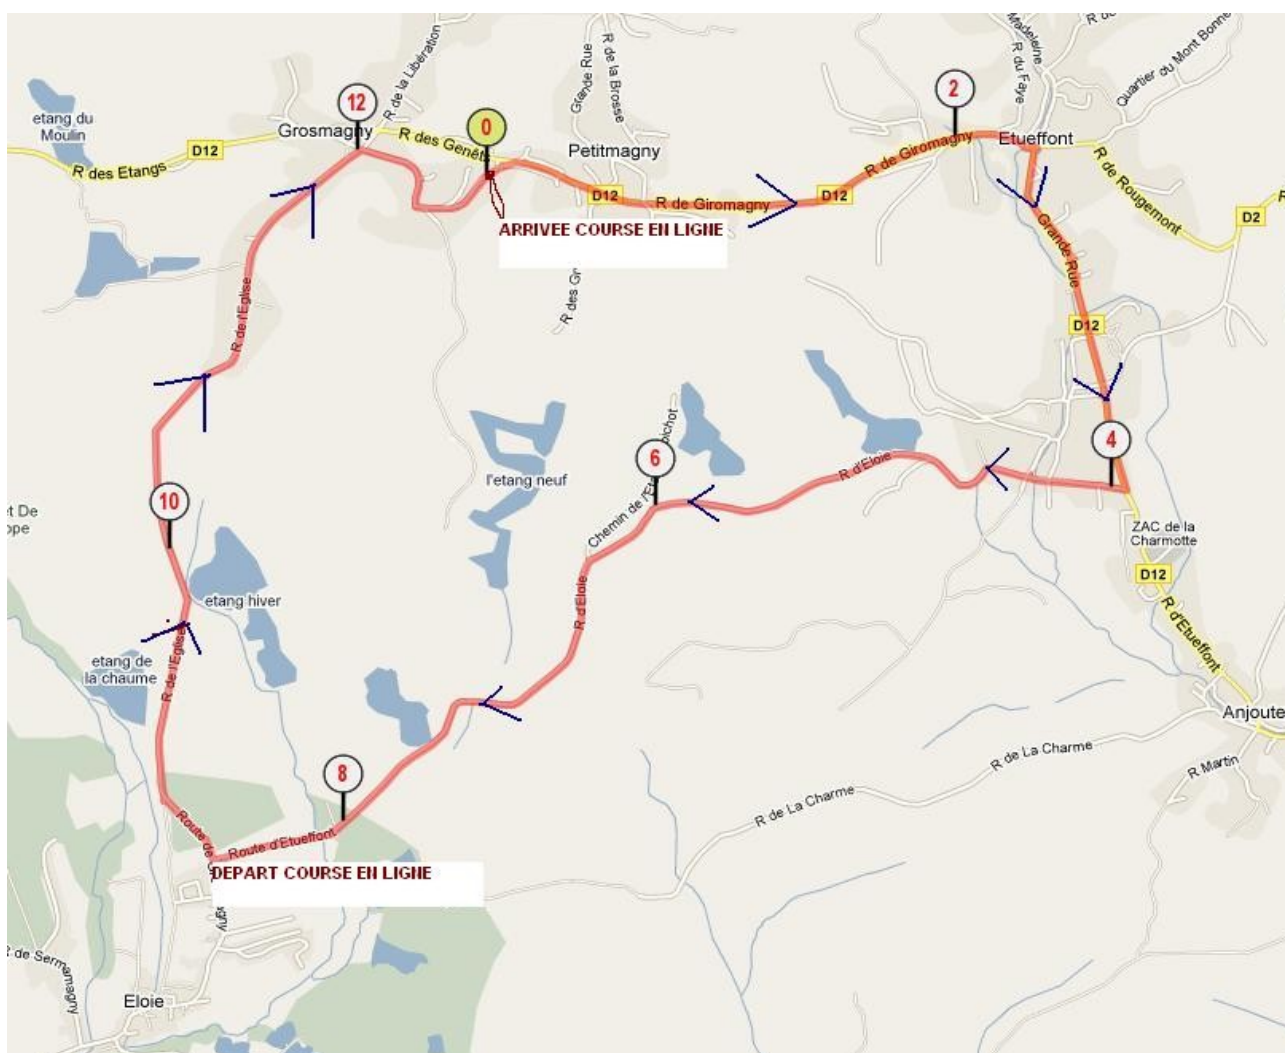 Madeleine
R du Faye
Quartier du Mont Bonnet
R de la Libération
Grande Rue
R de la Brosse
2
12
0
etang du
Moulin
Grosmagny
R des Genêts
Petitmagny
Etueffont
D12
R des Etangs
R de Giromagny
R de Rougemont
D12
R de Giromagny
D12
D2
ARRIVEE COURSE EN LIGNE
Grande Rue
R des
R de l'Eglise
D12
4
6
R d'Eloie
l'etang neuf
10
Chemin de
ZAC de la
Charmotte
D12
R d'Eloie
etang hiver
R d'Etueffont
R de l'Eglise
etang de
la chaume
Anjoute
R de La Charme
R Martin
8
R de La Charme
Route de
Route d'Etueffont
DEPART COURSE EN LIGNE
R de Sermamagny
Eloie